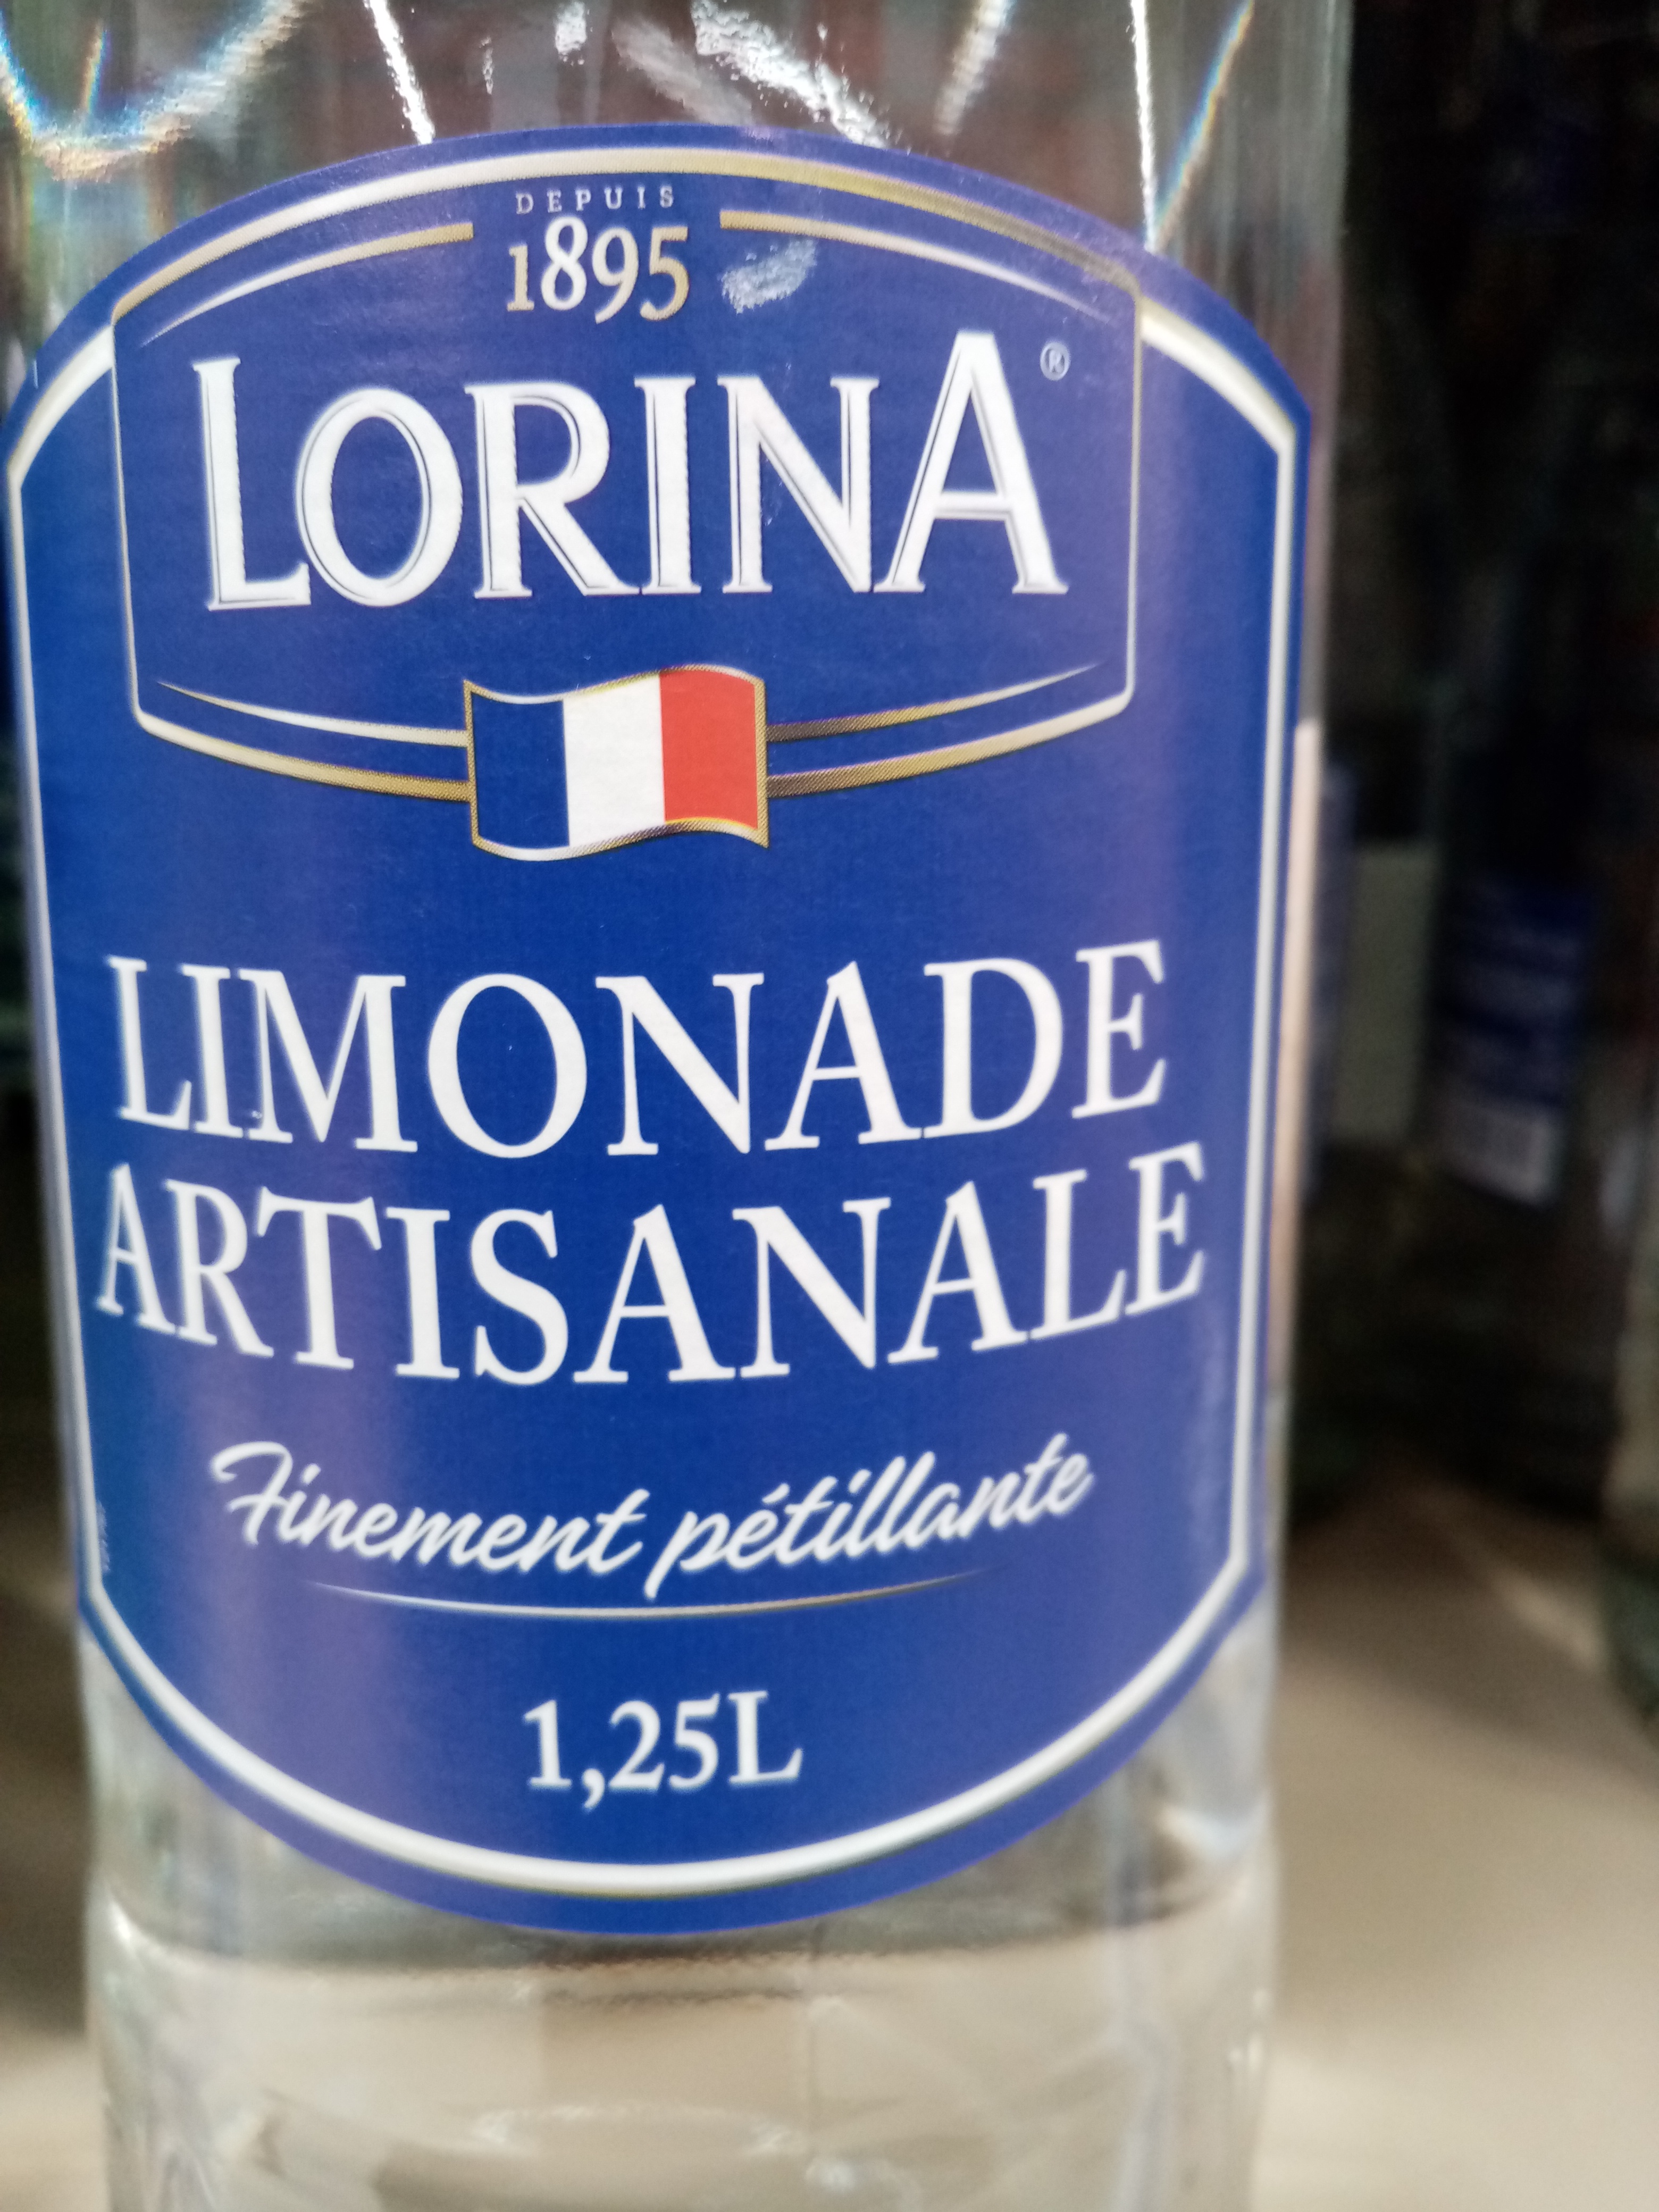 DEPUIS
1895
LORINA®
LIMONADE
ARTISANALE
Finement pétillante
1,25L